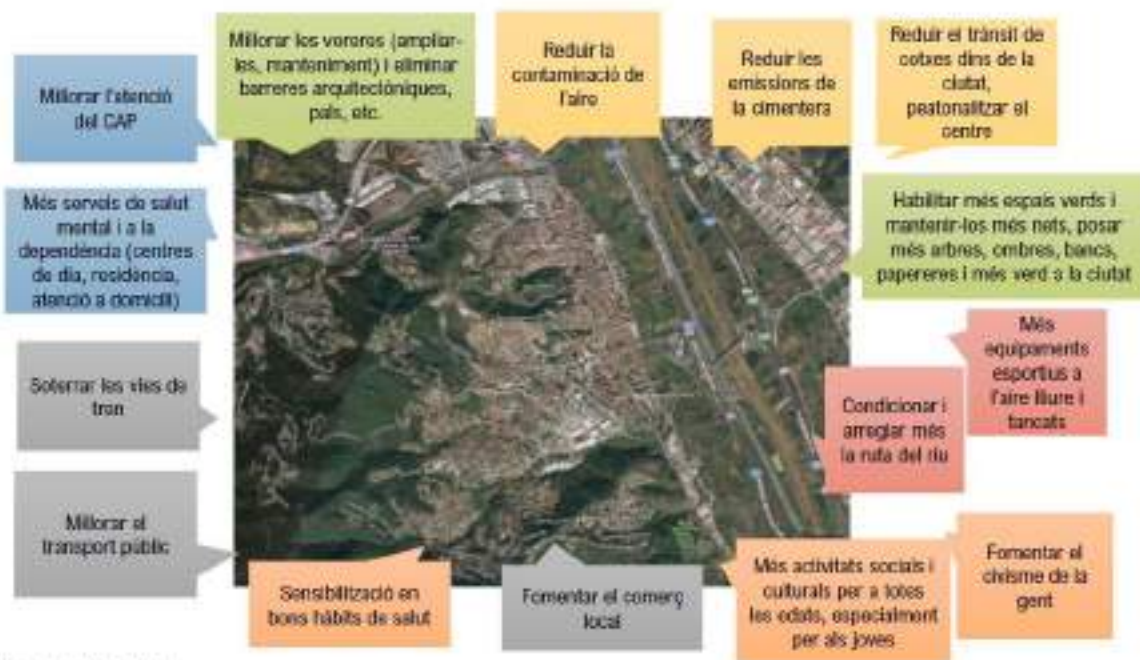 Millorar l'atenció
del CAP
Millorar les voreres (ampliar-
les, manteniment) i eliminar
barreres arquitectòniques,
pals, etc.
Reduir la
contaminació de
l'aire
Reduir les
emissions de
la cimentera
Reduir el trànsit de
cotxes dins de la
ciutat,
peatonalitzar el
centre
Més serveis de salut
mental i a la
dependència (centres
de dia, residència,
atenció a domicili)
Habilitar més espais verds i
mantenir-los més nets, posar
més arbres, ombres, bancs,
papereres i més verd a la ciutat
Soterrar les vies de
tren
Condicionar i
arreglar més
la ruta del riu
Més
equipaments
esportius a
l'aire lliure i
tancats
Millorar el
transport públic
Sensibilització en
bons hàbits de salut
Fomentar el comerç
local
Més activitats socials i
culturals per a totes
les edats, especialment
per als joves
Fomentar el
civisme de la
gent